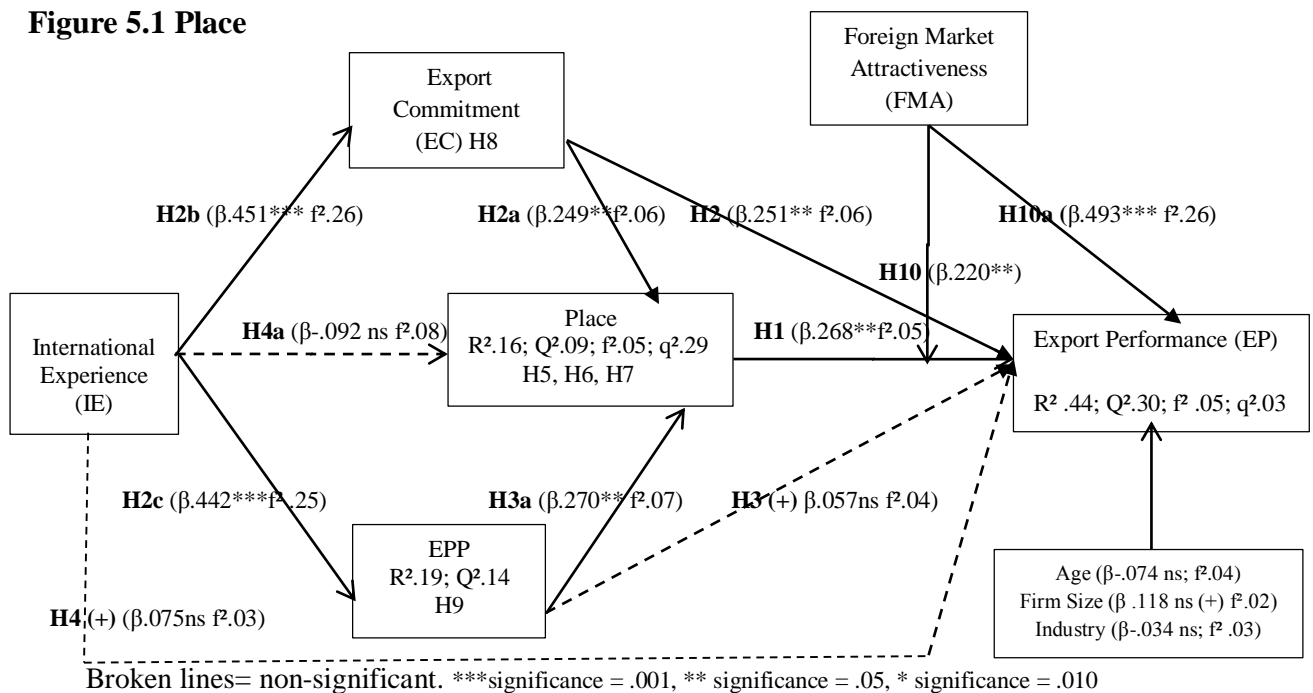 Figure 5.1 Place
Foreign Market
Attractiveness
(FMA)
Export
Commitment
(EC) H8
H2b (β.451*** f².26)
H2a (β.249**f².06)
H2 (β.251** f².06)
H10a (β.493*** f².26)
H10 (β.220**)
International
Experience
(IE)
H4a (β-.092 ns f².08)
Place
R².16; Q².09; f².05; q².29
H5, H6, H7
H1 (β.268**f².05)
Export Performance (EP)
R² .44; Q².30; f² .05; q².03
H2c (β.442***f² .25)
H3a (β.270** f².07)
H3 (+) β.057ns f².04)
EPP
R².19; Q².14
H9
Age (β-.074 ns; f².04)
Firm Size (β .118 ns (+) f².02)
Industry (β-.034 ns; f² .03)
H4 (+) (β.075ns f².03)
Broken lines= non-significant. ***significance = .001, ** significance = .05, * significance = .010